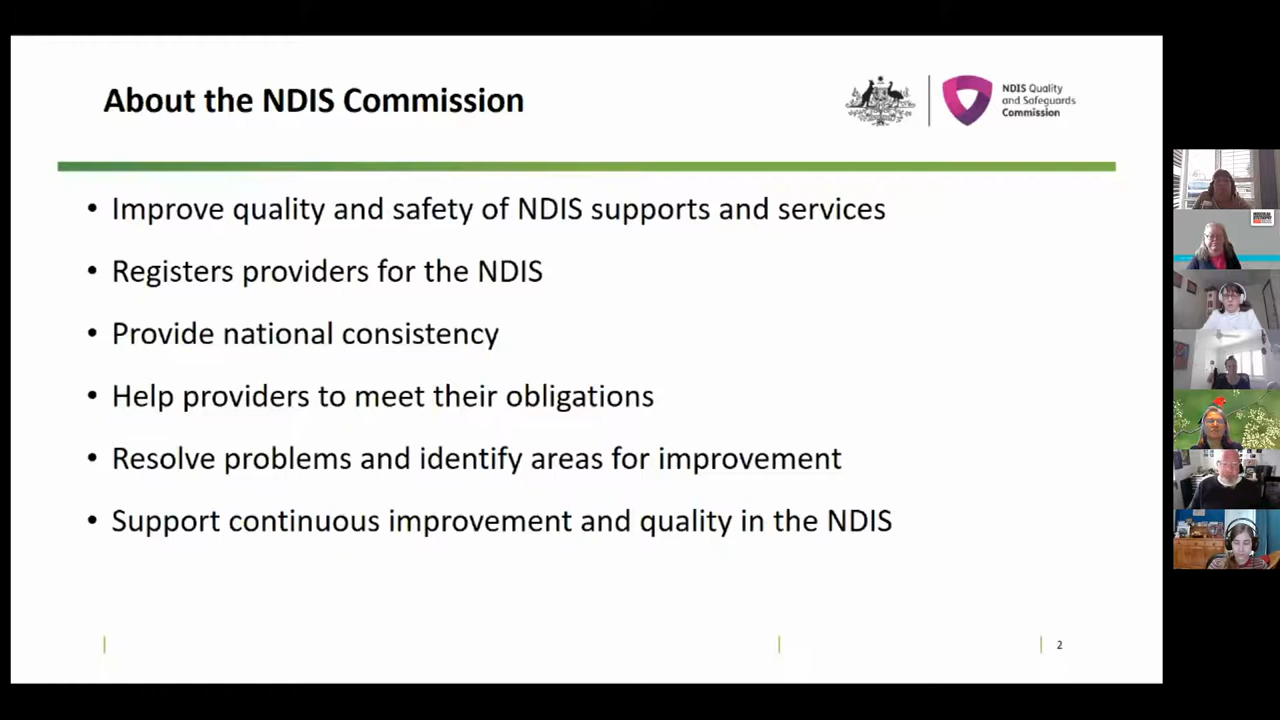 About the NDIS Commission
NDIS Quality
and Safeguards
Commission
• Improve quality and safety of NDIS supports and services
• Registers providers for the NDIS
• Provide national consistency
• Help providers to meet their obligations
• Resolve problems and identify areas for improvement
• Support continuous improvement and quality in the NDIS
2